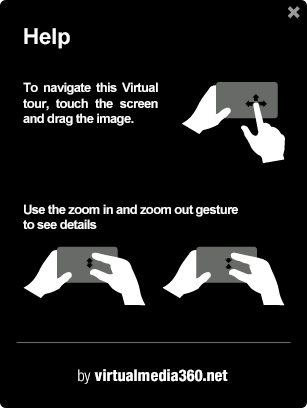 Help
To navigate this Virtual
tour, touch the screen
and drag the image.
Use the zoom in and zoom out gesture
to see details
by virtualmedia360.net